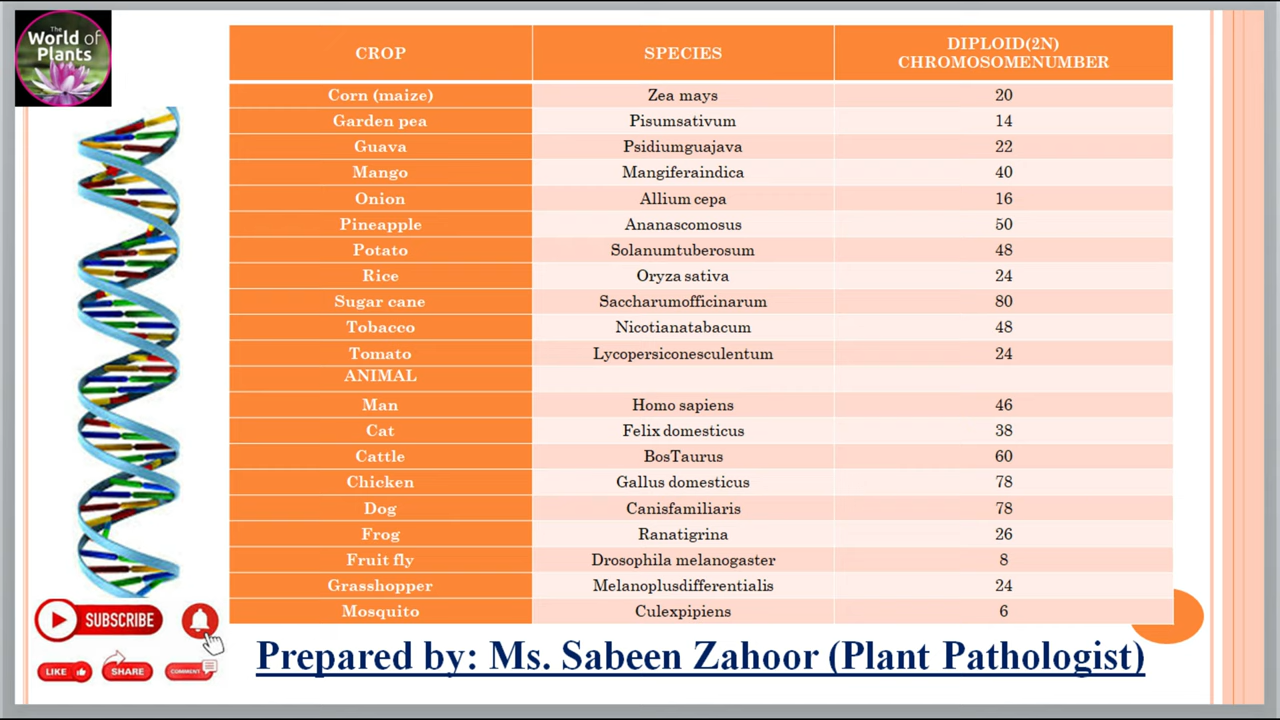 The
World of
Plants
CROP SPECIES DIPLOID(2N)
CHROMOSOMENUMBER
Corn (maize) Zea mays 20
Garden pea Pisumsativum 14
Guava Psidiumguajava 22
Mango Mangiferaindica 40
Onion Allium cepa 16
Pineapple Ananascomosus 50
Potato Solanumtuberosum 48
Rice Oryza sativa 24
Sugar cane Saccharumofficinarum 80
Tobacco Nicotianatabacum 48
Tomato Lycopersiconesculentum 24
ANIMAL
Man Homo sapiens 46
Cat Felix domesticus 38
Cattle BosTaurus 60
Chicken Gallus domesticus 78
Dog Canisfamiliaris 78
Frog Ranatigrina 26
Fruit fly Drosophila melanogaster 8
Grasshopper Melanoplusdifferentialis 24
Mosquito Culexpipiens 6
SUBSCRIBE
LIKE SHARE COMMENT
Prepared by: Ms. Sabeen Zahoor (Plant Pathologist)